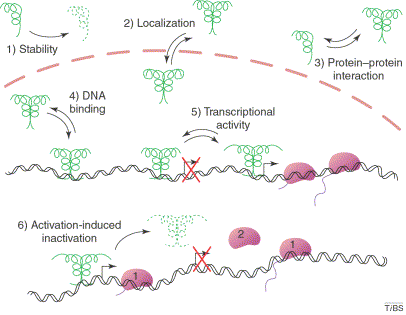 1) Stability
2) Localization
3) Protein–protein
interaction
4) DNA
binding
5) Transcriptional
activity
6) Activation-induced
inactivation
1
2
1
TiBS